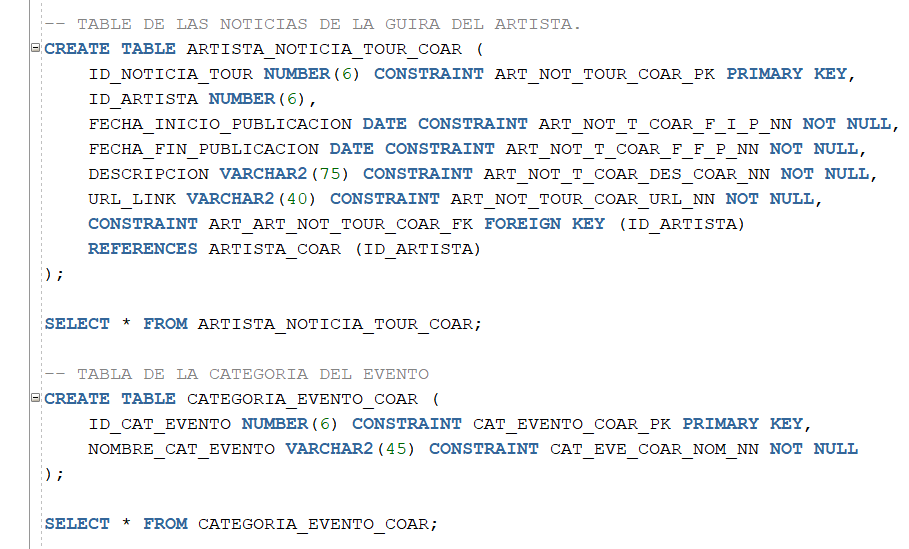 -- TABLE DE LAS NOTICIAS DE LA GUIRA DEL ARTISTA.
CREATE TABLE ARTISTA_NOTICIA_TOUR_COAR (
    ID_NOTICIA_TOUR NUMBER(6) CONSTRAINT ART_NOT_TOUR_COAR_PK PRIMARY KEY,
    ID_ARTISTA NUMBER(6),
    FECHA_INICIO_PUBLICACION DATE CONSTRAINT ART_NOT_T_COAR_F_I_P_NN NOT NULL,
    FECHA_FIN_PUBLICACION DATE CONSTRAINT ART_NOT_T_COAR_F_F_P_NN NOT NULL,
    DESCRIPCION VARCHAR2(75) CONSTRAINT ART_NOT_T_COAR_DES_COAR_NN NOT NULL,
    URL_LINK VARCHAR2(40) CONSTRAINT ART_NOT_TOUR_COAR_URL_NN NOT NULL,
    CONSTRAINT ART_ART_NOT_TOUR_COAR_FK FOREIGN KEY (ID_ARTISTA)
    REFERENCES ARTISTA_COAR (ID_ARTISTA)
);
SELECT * FROM ARTISTA_NOTICIA_TOUR_COAR;
-- TABLA DE LA CATEGORIA DEL EVENTO
CREATE TABLE CATEGORIA_EVENTO_COAR (
    ID_CAT_EVENTO NUMBER(6) CONSTRAINT CAT_EVENTO_COAR_PK PRIMARY KEY,
    NOMBRE_CAT_EVENTO VARCHAR2(45) CONSTRAINT CAT_EVE_COAR_NOM_NN NOT NULL
);
SELECT * FROM CATEGORIA_EVENTO_COAR;